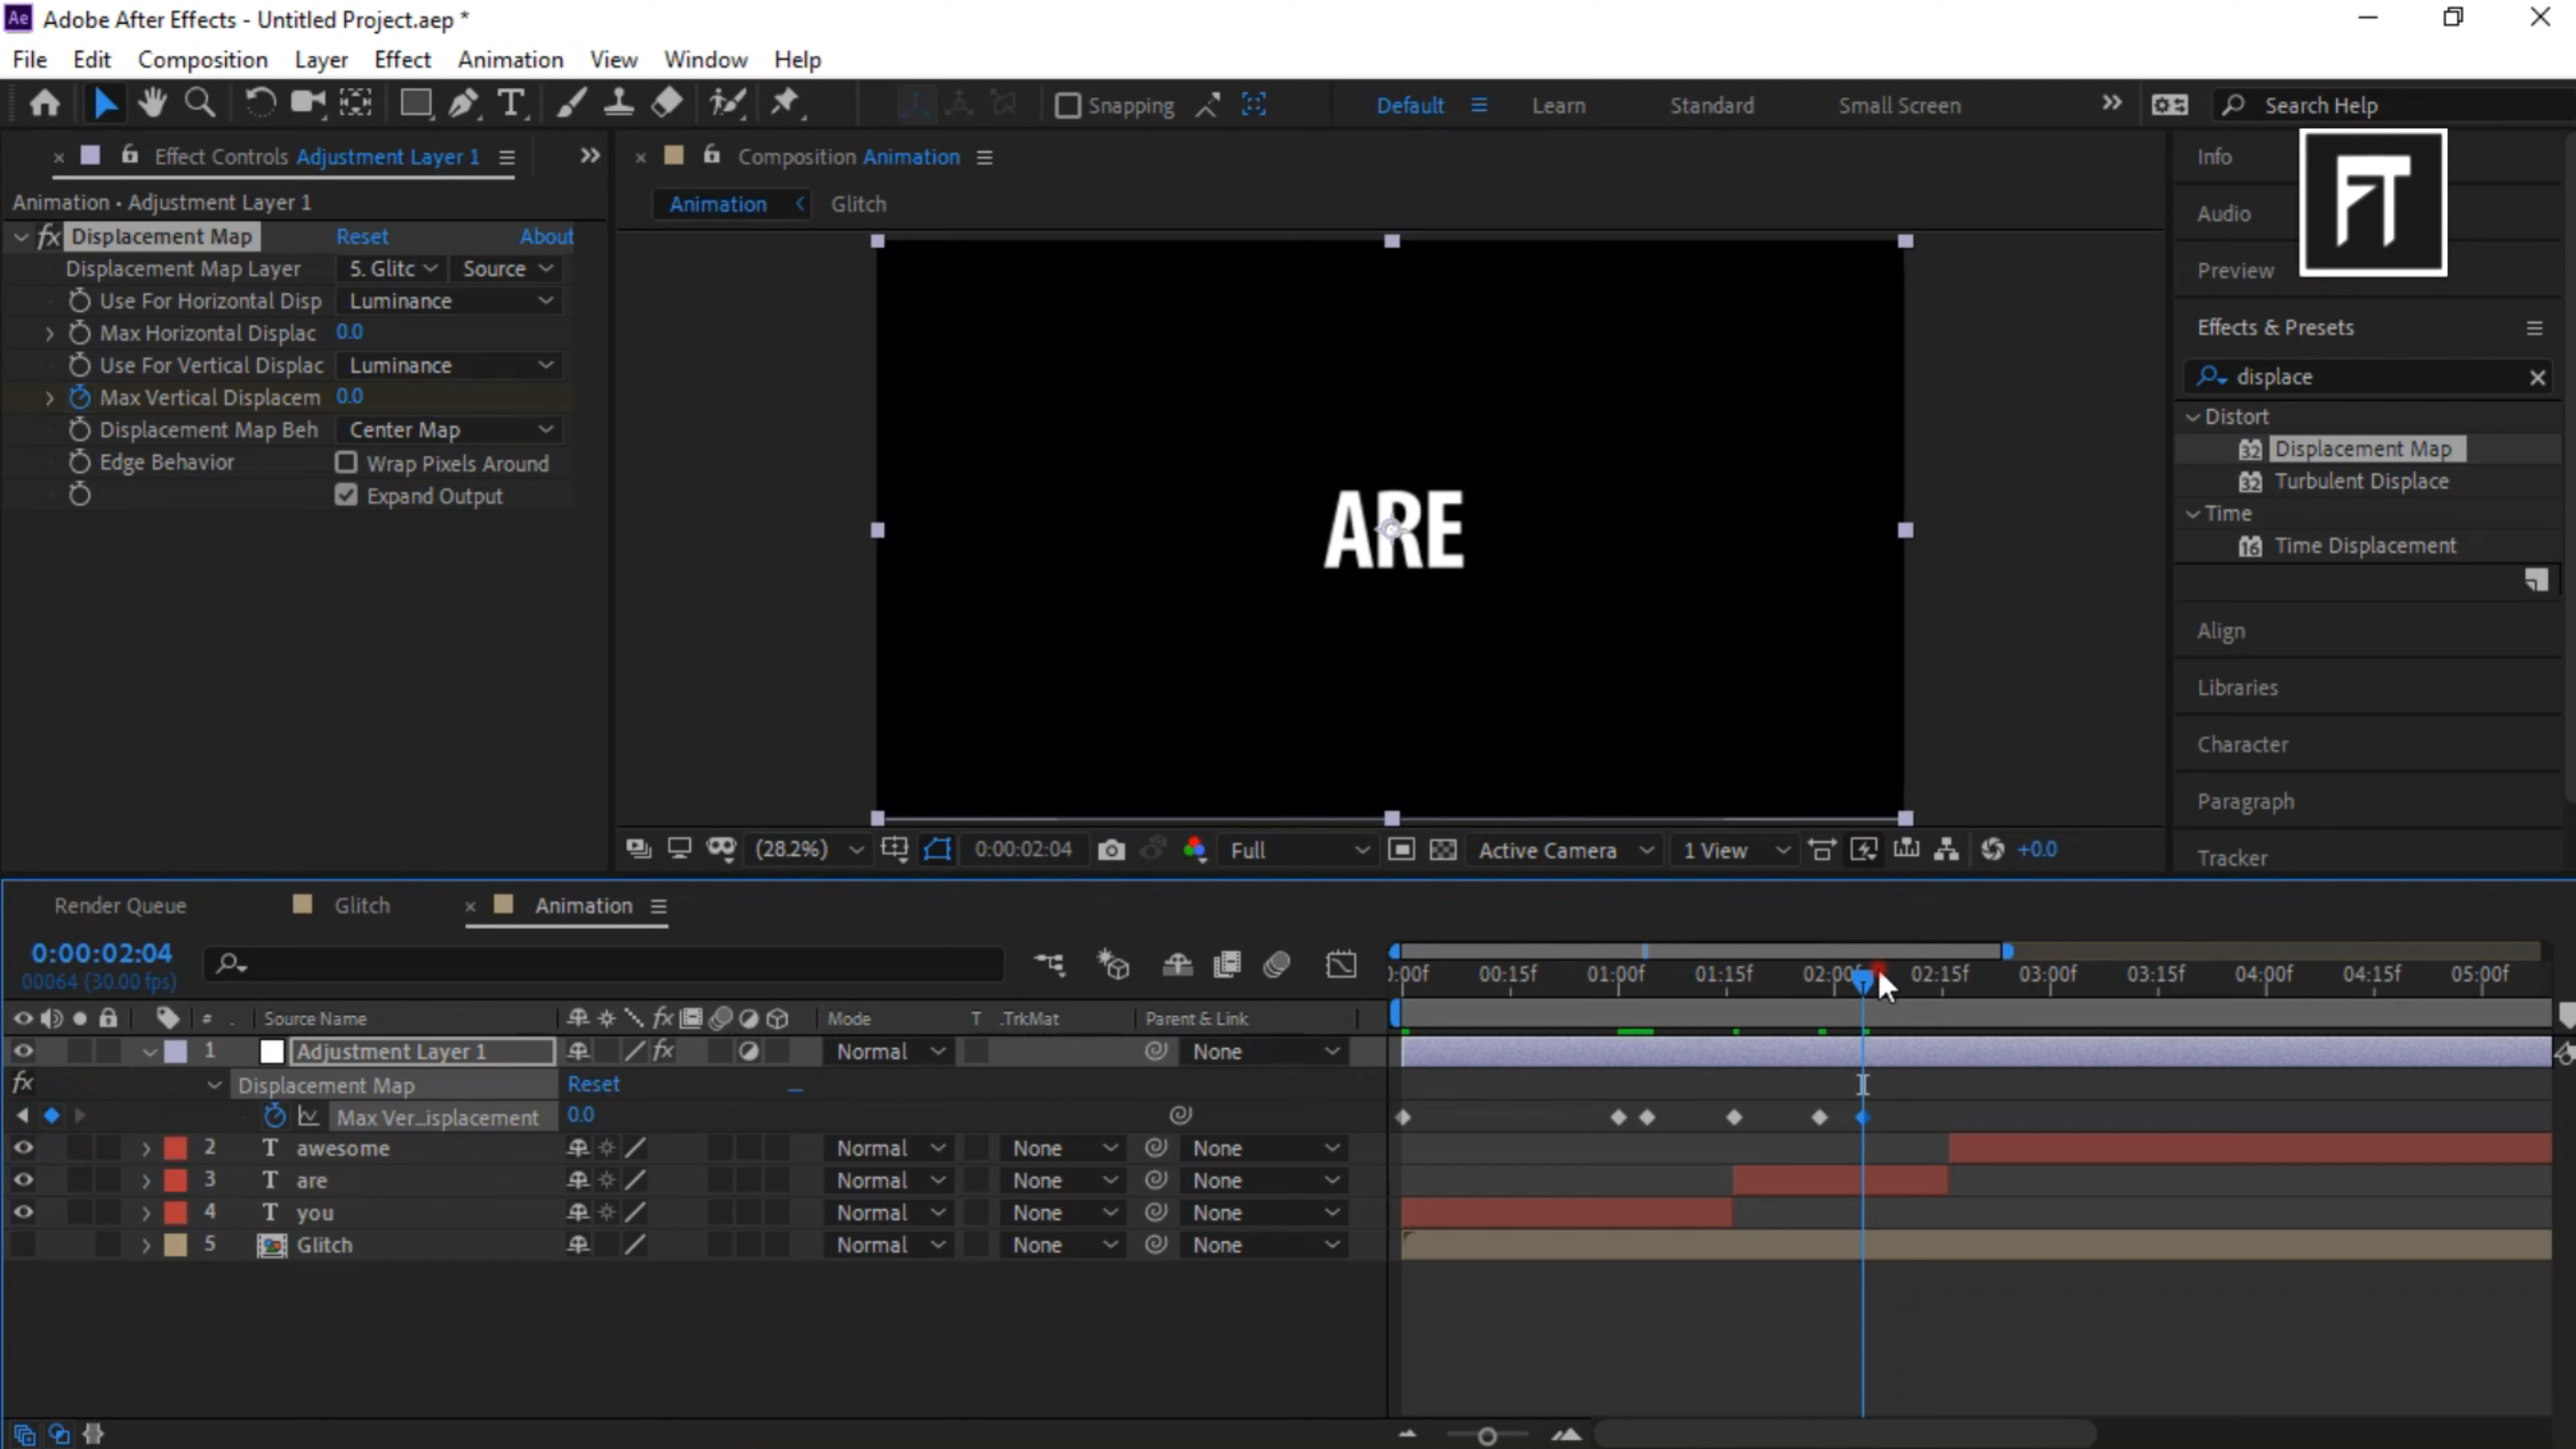 Ae Adobe After Effects - Untitled Project.aep *
File Edit Composition Layer Effect Animation View Window Help
Snapping Default Learn Standard Small Screen Search Help
Effect Controls Adjustment Layer 1
Composition Animation
Info
FT
Animation • Adjustment Layer 1
Animation Glitch
Audio
fx Displacement Map Reset About
Displacement Map Layer 5. Glitc Source
Preview
Use For Horizontal Disp Luminance
Max Horizontal Displac 0.0
Effects & Presets
Use For Vertical Displac Luminance
displace
Max Vertical Displacem 0.0
Distort
Displacement Map Beh Center Map
32 Displacement Map
Edge Behavior Wrap Pixels Around
32 Turbulent Displace
Expand Output
Time
ARE
16 Time Displacement
Align
Libraries
Character
Paragraph
(28.2%) 0:00:02:04 Full Active Camera 1 View +0.0
Tracker
Render Queue Glitch Animation
0:00:02:04
00064 (30.00 fps)
:00f 00:15f 01:00f 01:15f 02:00f 02:15f 03:00f 03:15f 04:00f 04:15f 05:00f
# . Source Name fx Mode T .TrkMat Parent & Link
1 Adjustment Layer 1 fx Normal None
fx Displacement Map Reset
Max Ver...isplacement 0.0
2 T awesome Normal None None
3 T are Normal None None
4 T you Normal None None
5 Glitch Normal None None